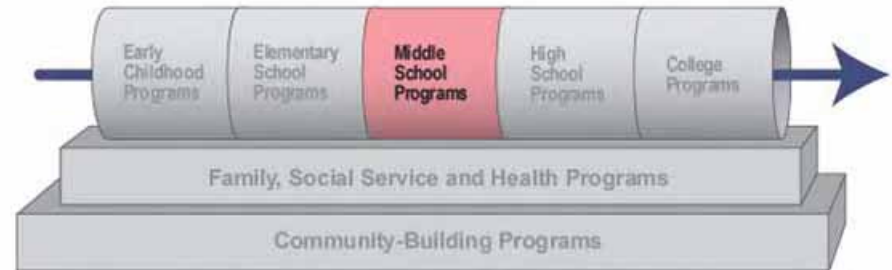 Early
Childhood
Programs
Elementary
School
Programs
Middle
School
Programs
High
School
Programs
College
Programs
Family, Social Service and Health Programs
Community-Building Programs